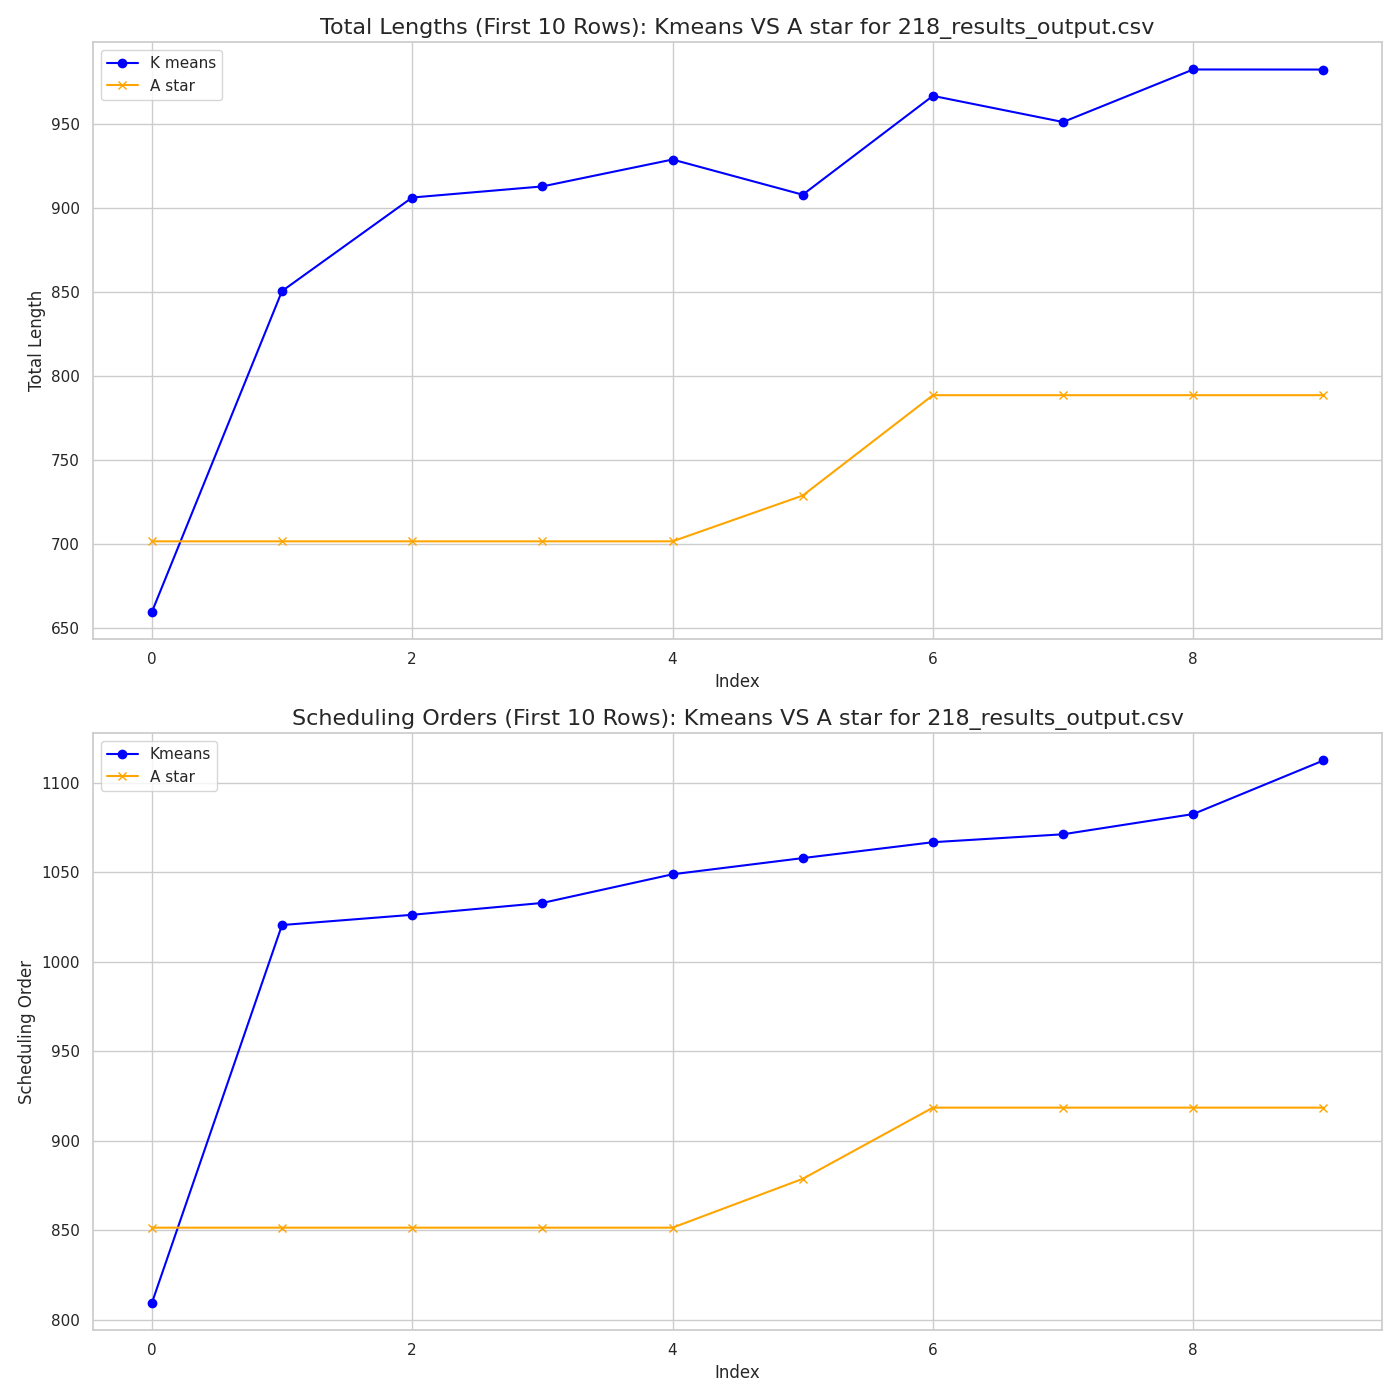 Total Lengths (First 10 Rows): Kmeans VS A star for 218_results_output.csv
K means
A star
950
900
850
800
750
700
650
Total Length
0 2 4 6 8
Index
Scheduling Orders (First 10 Rows): Kmeans VS A star for 218_results_output.csv
Kmeans
A star
1100
1050
1000
950
900
850
800
Scheduling Order
0 2 4 6 8
Index